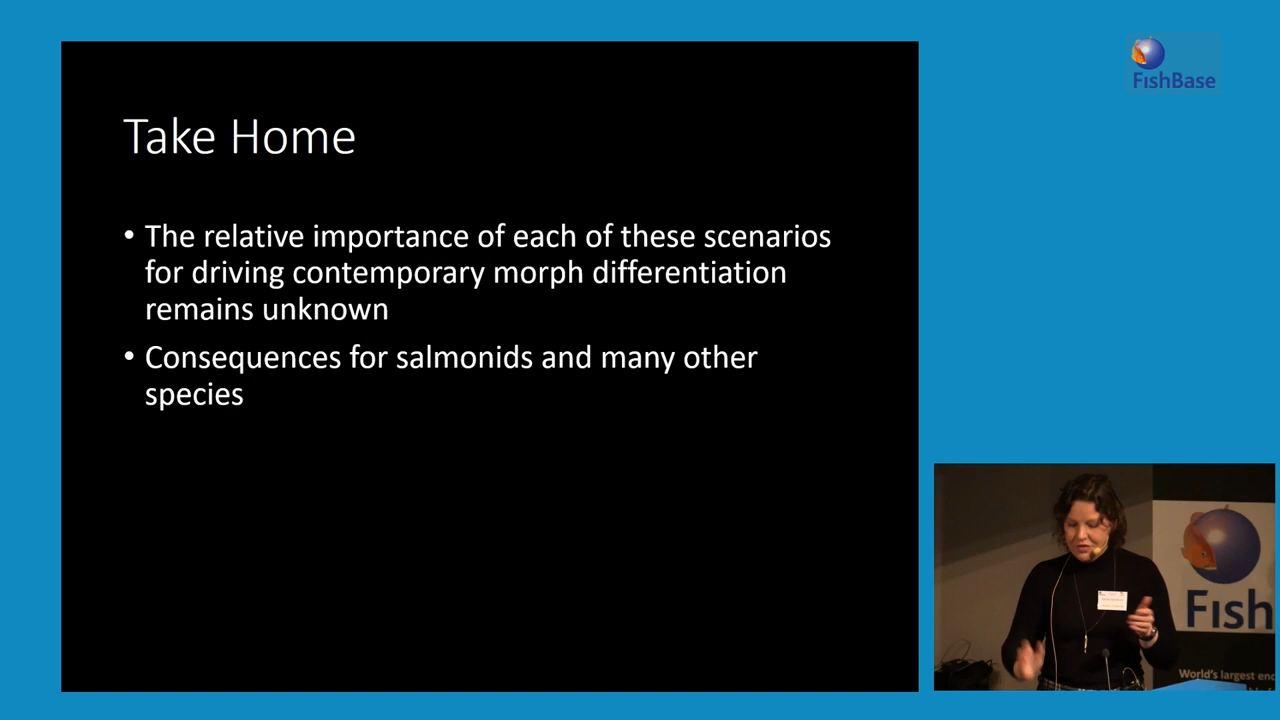 FishBase
Take Home
• The relative importance of each of these scenarios
for driving contemporary morph differentiation
remains unknown
• Consequences for salmonids and many other
species
Fish
World's largest enc